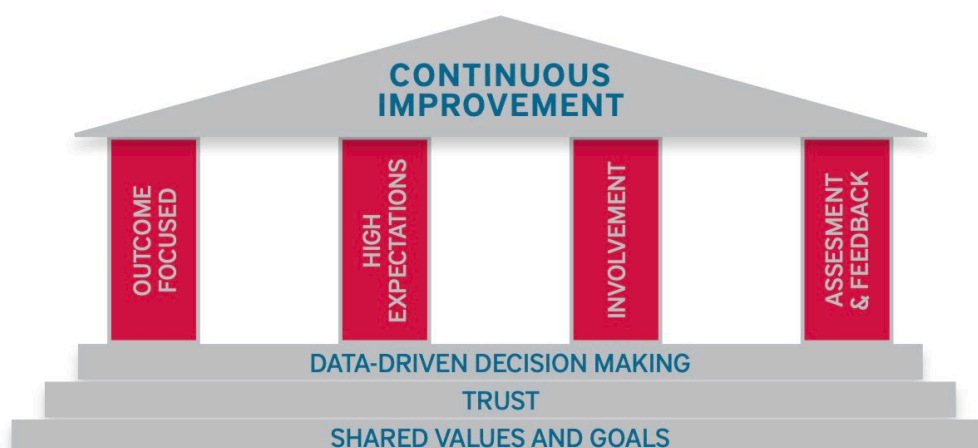 CONTINUOUS
IMPROVEMENT
OUTCOME
FOCUSED
HIGH
EXPECTATIONS
INVOLVEMENT
ASSESMENT
& FEEDBACK
DATA-DRIVEN DECISION MAKING
TRUST
SHARED VALUES AND GOALS